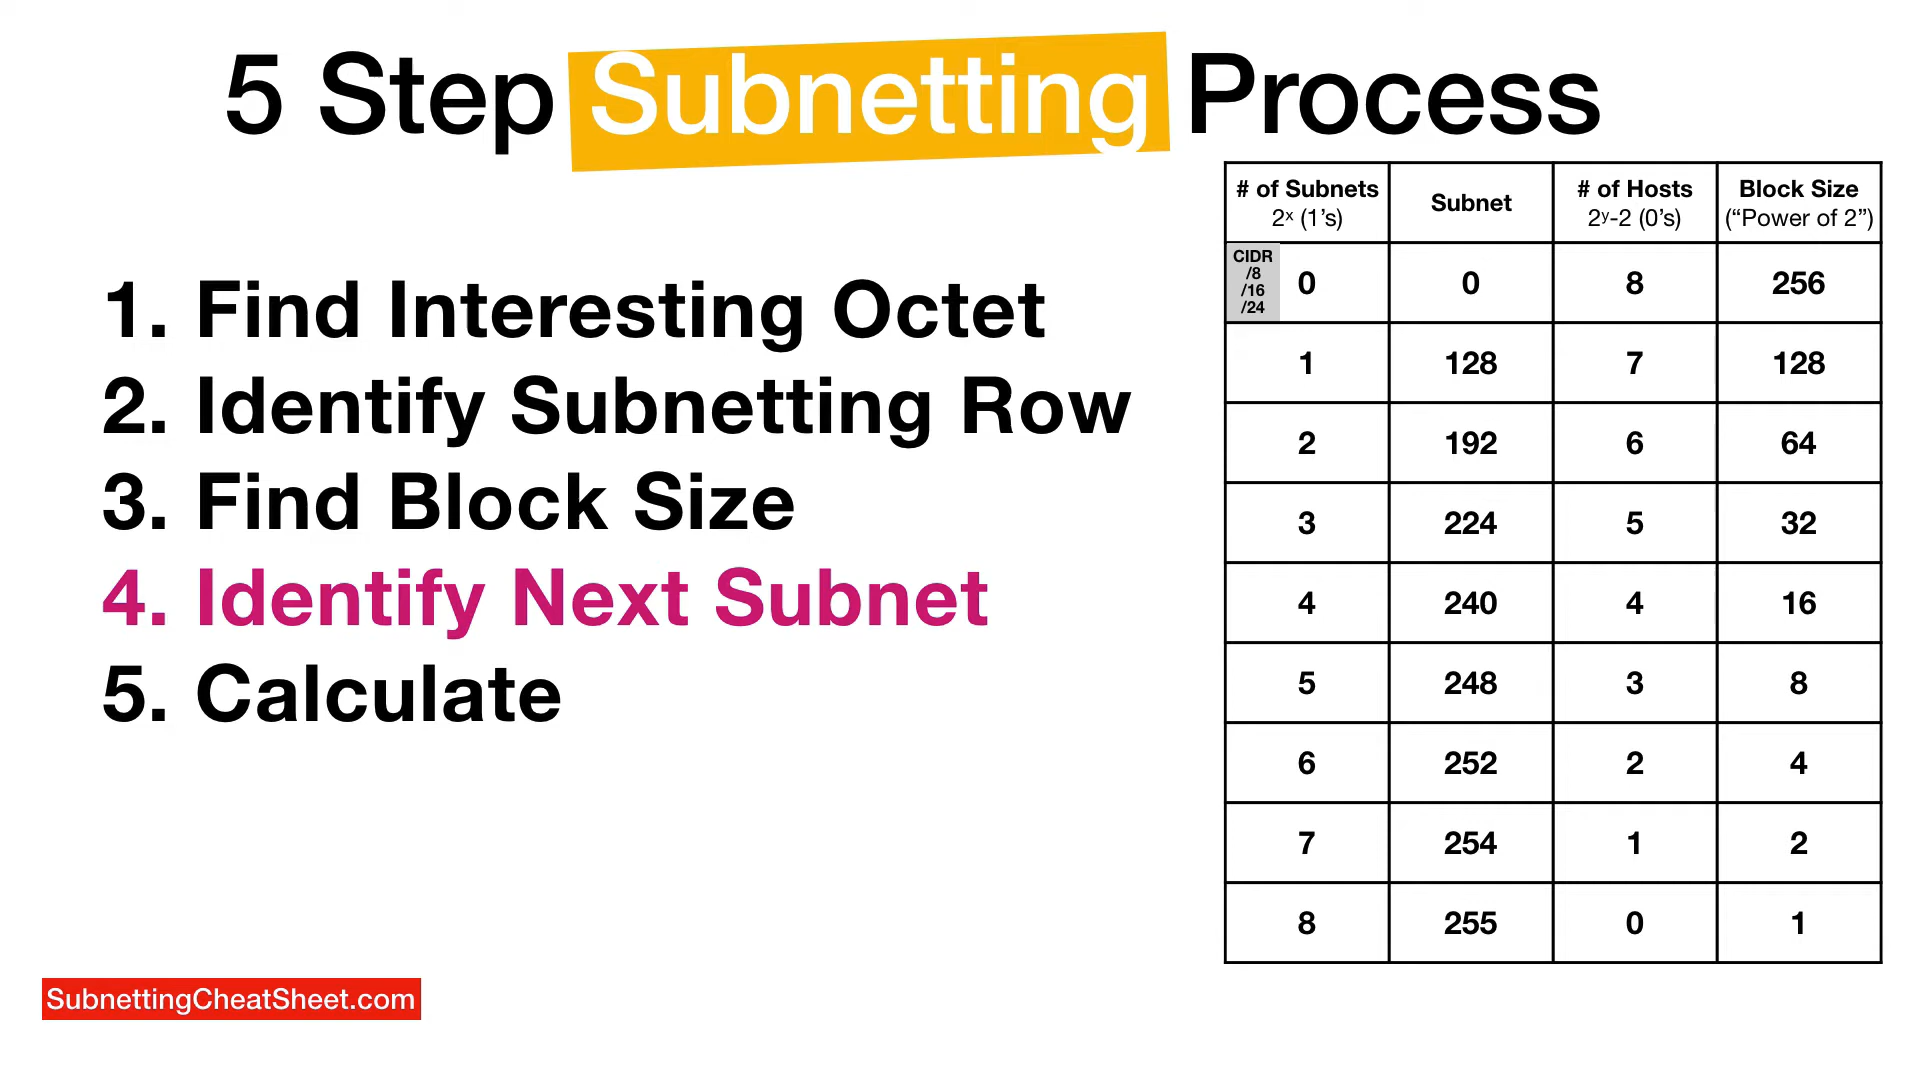 5 Step Subnetting Process
1. Find Interesting Octet
2. Identify Subnetting Row
3. Find Block Size
4. Identify Next Subnet
5. Calculate
# of Subnets Subnet # of Hosts Block Size
2ˣ (1’s) 2ʸ-2 (0’s) (“Power of 2”)
CIDR
/8
/16
/24
0 0 8 256
1 128 7 128
2 192 6 64
3 224 5 32
4 240 4 16
5 248 3 8
6 252 2 4
7 254 1 2
8 255 0 1
SubnettingCheatSheet.com